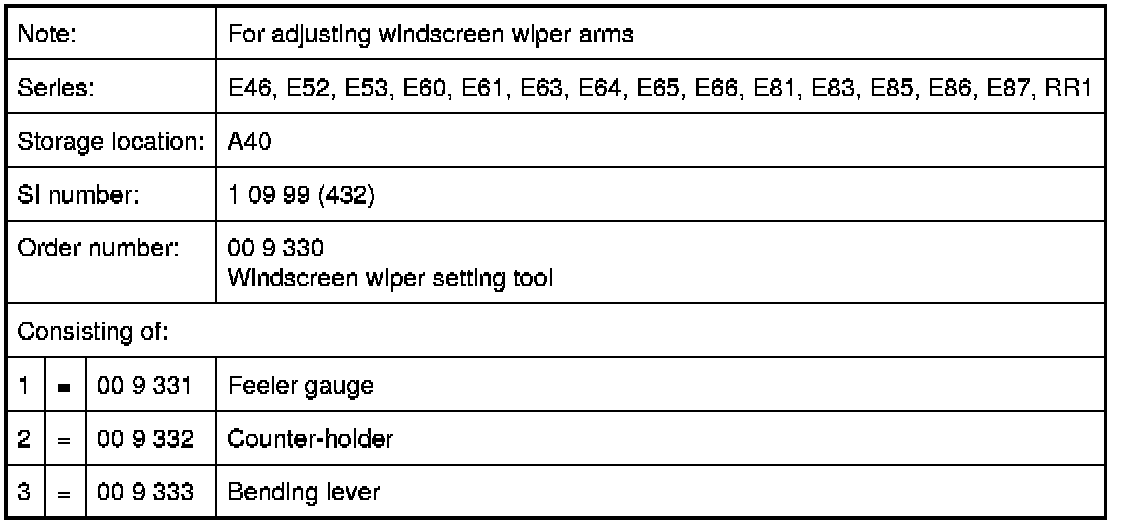 Note: For adjusting windscreen wiper arms
Series: E46, E52, E53, E60, E61, E63, E64, E65, E66, E81, E83, E85, E86, E87, RR1
Storage location: A40
SI number: 1 09 99 (432)
Order number: 00 9 330
Windscreen wiper setting tool
Consisting of:
1 = 00 9 331 Feeler gauge
2 = 00 9 332 Counter-holder
3 = 00 9 333 Bending lever